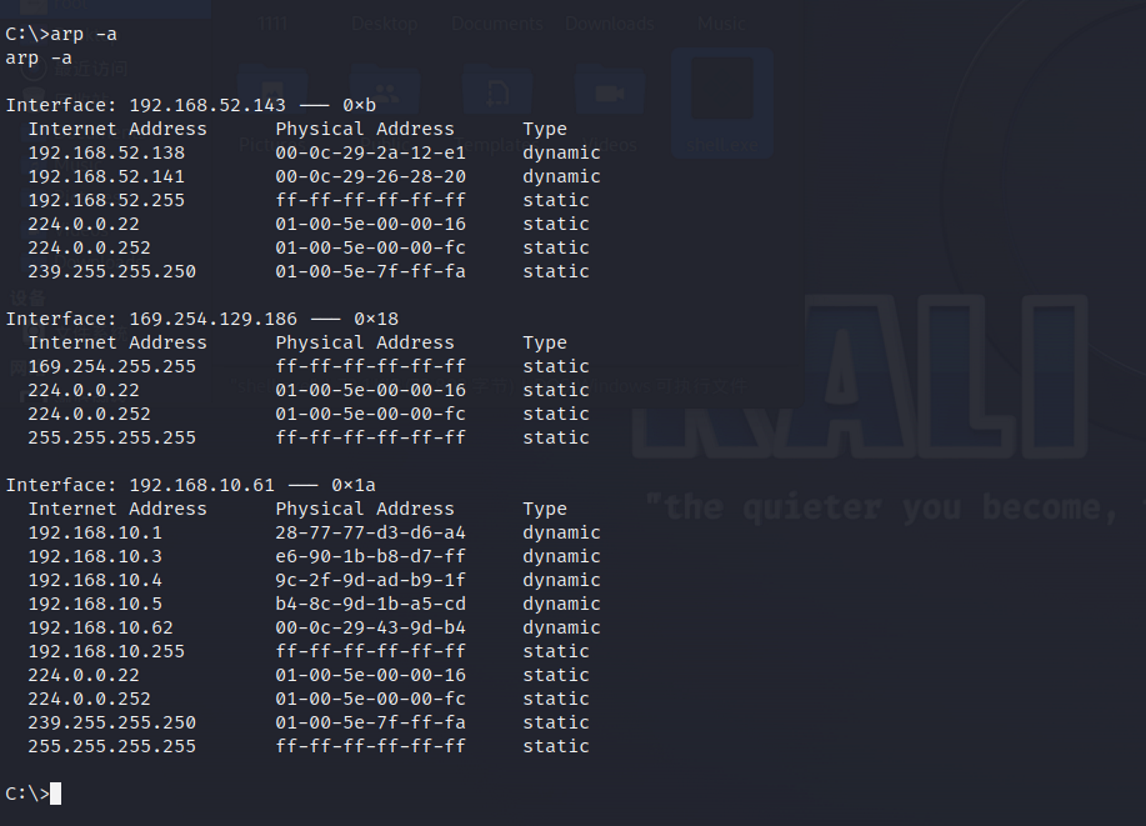 1111 Desktop Documents Downloads Music
C:\>arp -a
arp -a
最近访问
Interface: 192.168.52.143 --- 0×b
Internet Address Physical Address Type
192.168.52.138 00-0c-29-2a-12-e1 dynamic
shell.exe
192.168.52.141 00-0c-29-26-28-20 dynamic
192.168.52.255 ff-ff-ff-ff-ff-ff static
224.0.0.22 01-00-5e-00-00-16 static
224.0.0.252 01-00-5e-00-00-fc static
239.255.255.250 01-00-5e-7f-ff-fa static
设备
Interface: 169.254.129.186 --- 0×18
Internet Address Physical Address Type
169.254.255.255 ff-ff-ff-ff-ff-ff static
224.0.0.22 01-00-5e-00-00-16 static
224.0.0.252 01-00-5e-00-00-fc static
255.255.255.255 ff-ff-ff-ff-ff-ff static
KALI
Interface: 192.168.10.61 --- 0×1a
"the quieter you become,
Internet Address Physical Address Type
192.168.10.1 28-77-77-d3-d6-a4 dynamic
192.168.10.3 e6-90-1b-b8-d7-ff dynamic
192.168.10.4 9c-2f-9d-ad-b9-1f dynamic
192.168.10.5 b4-8c-9d-1b-a5-cd dynamic
192.168.10.62 00-0c-29-43-9d-b4 dynamic
192.168.10.255 ff-ff-ff-ff-ff-ff static
224.0.0.22 01-00-5e-00-00-16 static
224.0.0.252 01-00-5e-00-00-fc static
239.255.255.250 01-00-5e-7f-ff-fa static
255.255.255.255 ff-ff-ff-ff-ff-ff static
C:\>